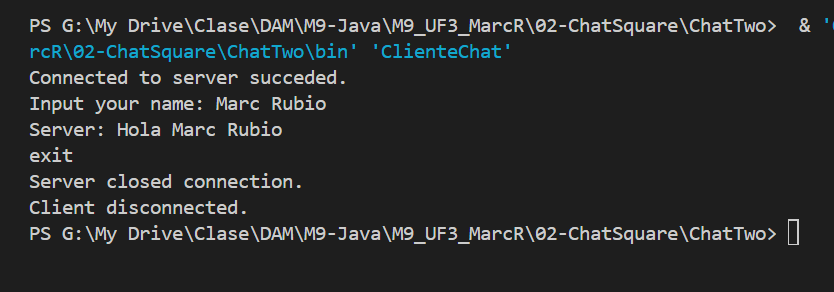 PS G:\My Drive\Clase\DAM\M9-Java\M9_UF3_MarcR\02-ChatSquare\ChatTwo>  & '
rcR\02-ChatSquare\ChatTwo\bin' 'ClienteChat'
Connected to server succeded.
Input your name: Marc Rubio
Server: Hola Marc Rubio
exit
Server closed connection.
Client disconnected.
PS G:\My Drive\Clase\DAM\M9-Java\M9_UF3_MarcR\02-ChatSquare\ChatTwo>